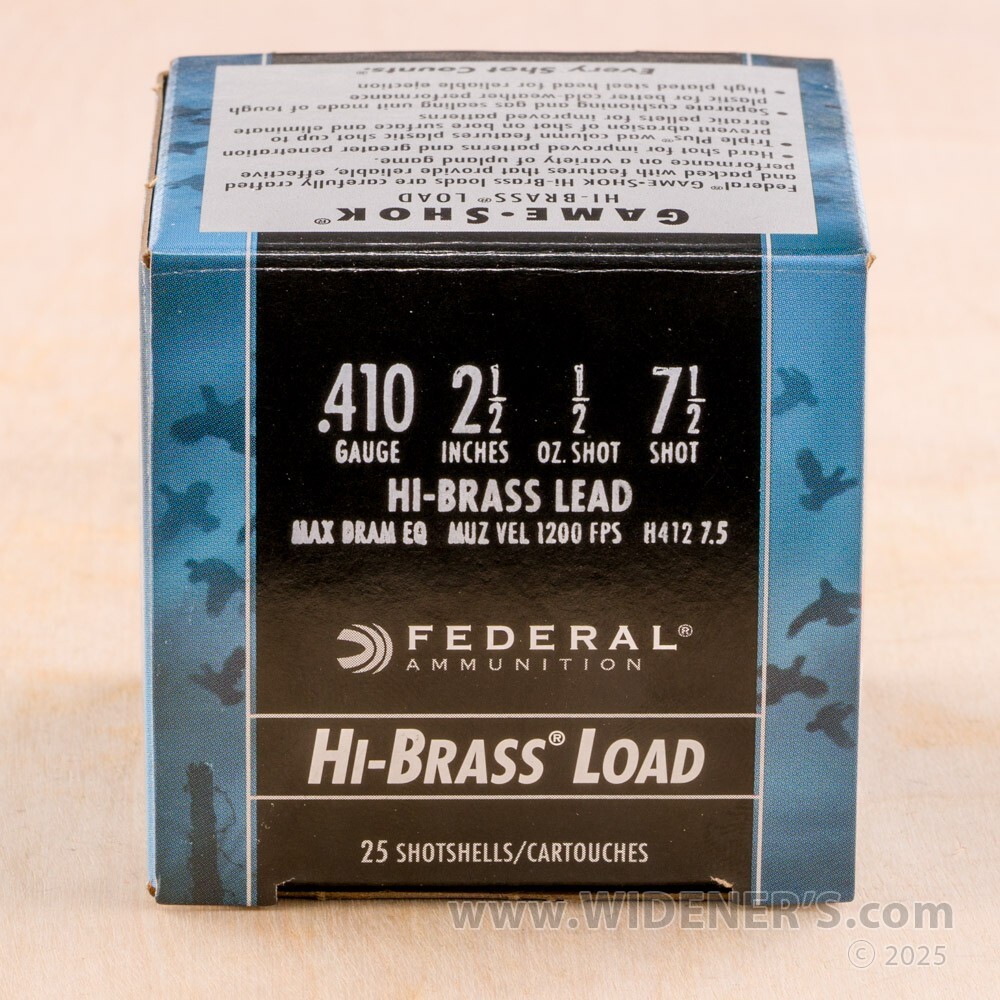 GAME•SHOK®
HI-BRASS® LOAD
Federal® GAME-SHOK Hi-Brass loads are carefully crafted
and packed with features that provide reliable, effective
performance on a variety of upland game.
• Hard shot for improved patterns and greater penetration
• Triple Plus™ wad column features plastic shot cup to
prevent abrasion of shot on bore surface and eliminate
erratic pellets for improved patterns
• Separate cushioning and gas sealing unit made of tough
plastic for better cold-weather performance
• High plated steel head for reliable ejection
Every Shot Counts.™
.410 2 1/2 1/2 7 1/2
GAUGE INCHES OZ. SHOT SHOT
HI-BRASS LEAD
MAX DRAM EQ MUZ VEL 1200 FPS H412 7.5
FEDERAL®
AMMUNITION
HI-BRASS® LOAD
25 SHOTSHELLS/CARTOUCHES
www.WIDENER'S.com
© 2025